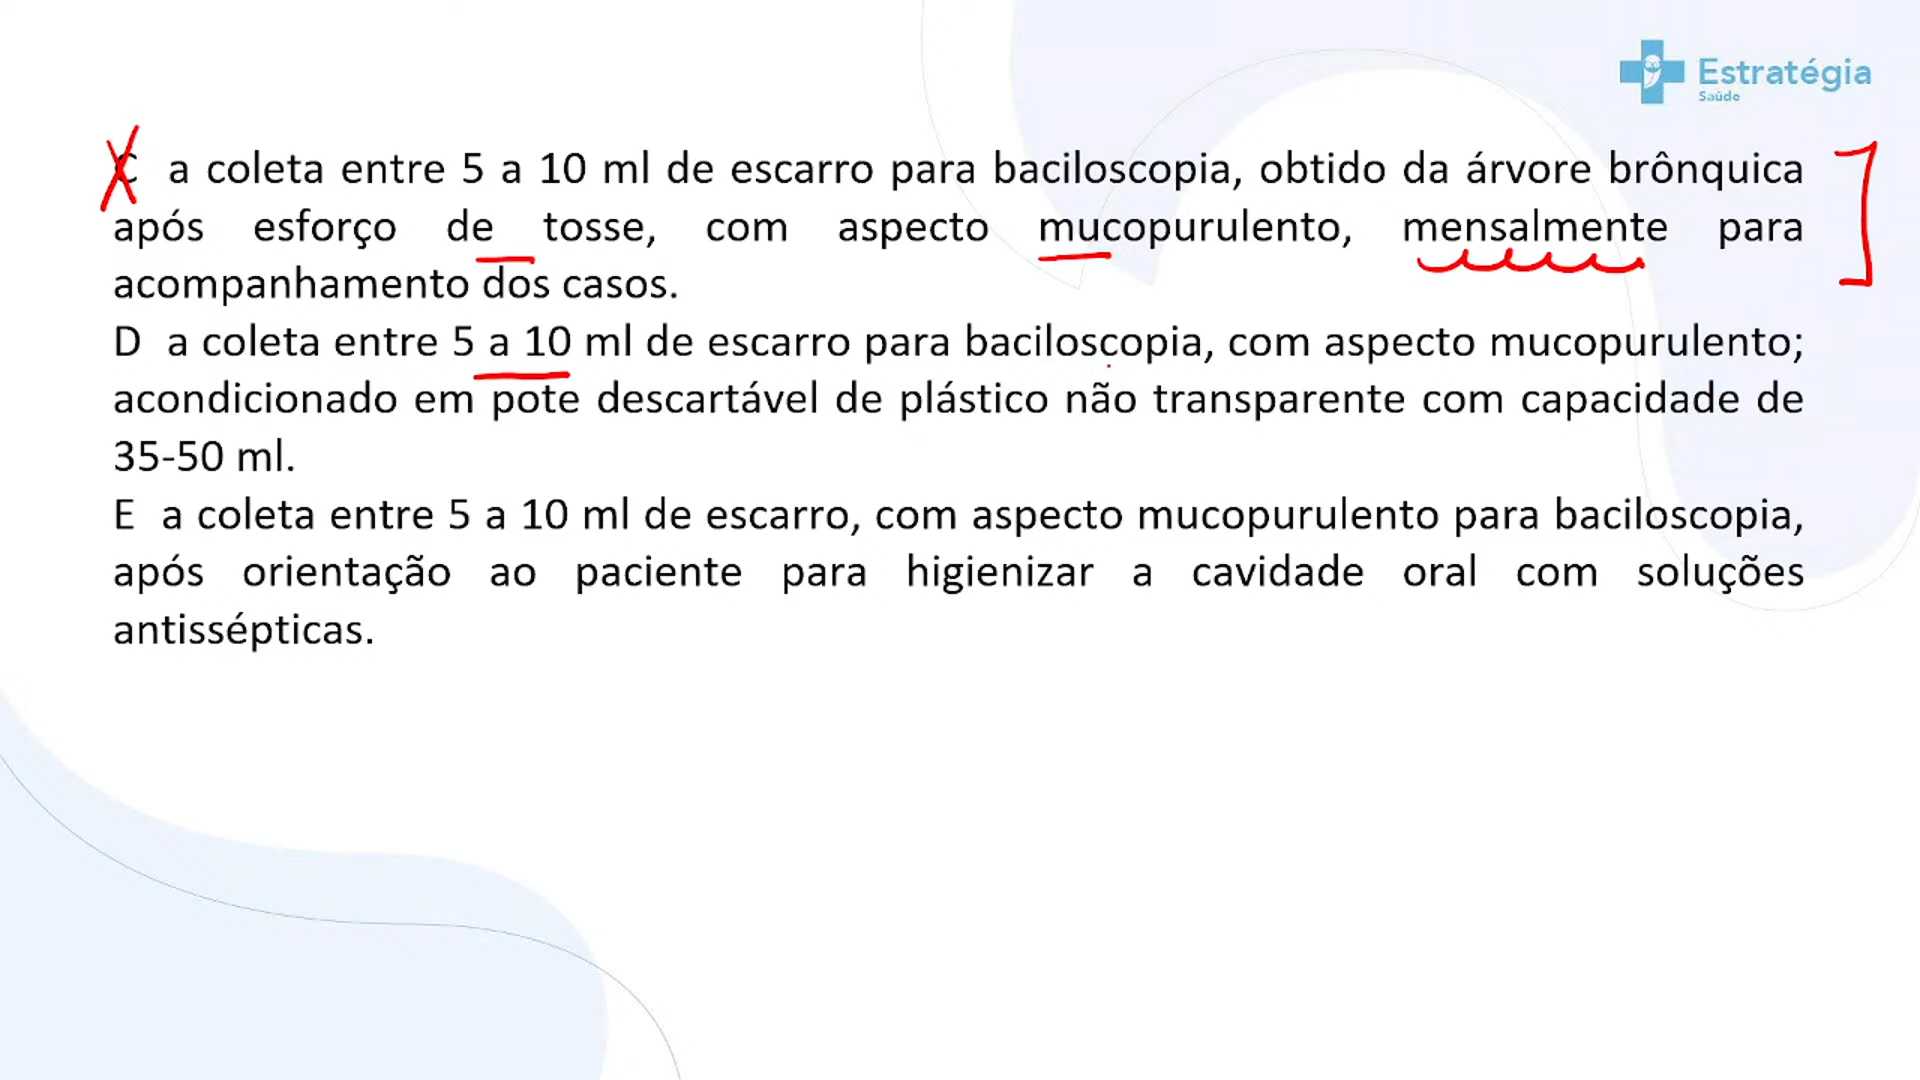 Estratégia
Saúde
C a coleta entre 5 a 10 ml de escarro para baciloscopia, obtido da árvore brônquica
após esforço de tosse, com aspecto mucopurulento, mensalmente para
acompanhamento dos casos.
D a coleta entre 5 a 10 ml de escarro para baciloscopia, com aspecto mucopurulento;
acondicionado em pote descartável de plástico não transparente com capacidade de
35-50 ml.
E a coleta entre 5 a 10 ml de escarro, com aspecto mucopurulento para baciloscopia,
após orientação ao paciente para higienizar a cavidade oral com soluções
antissépticas.